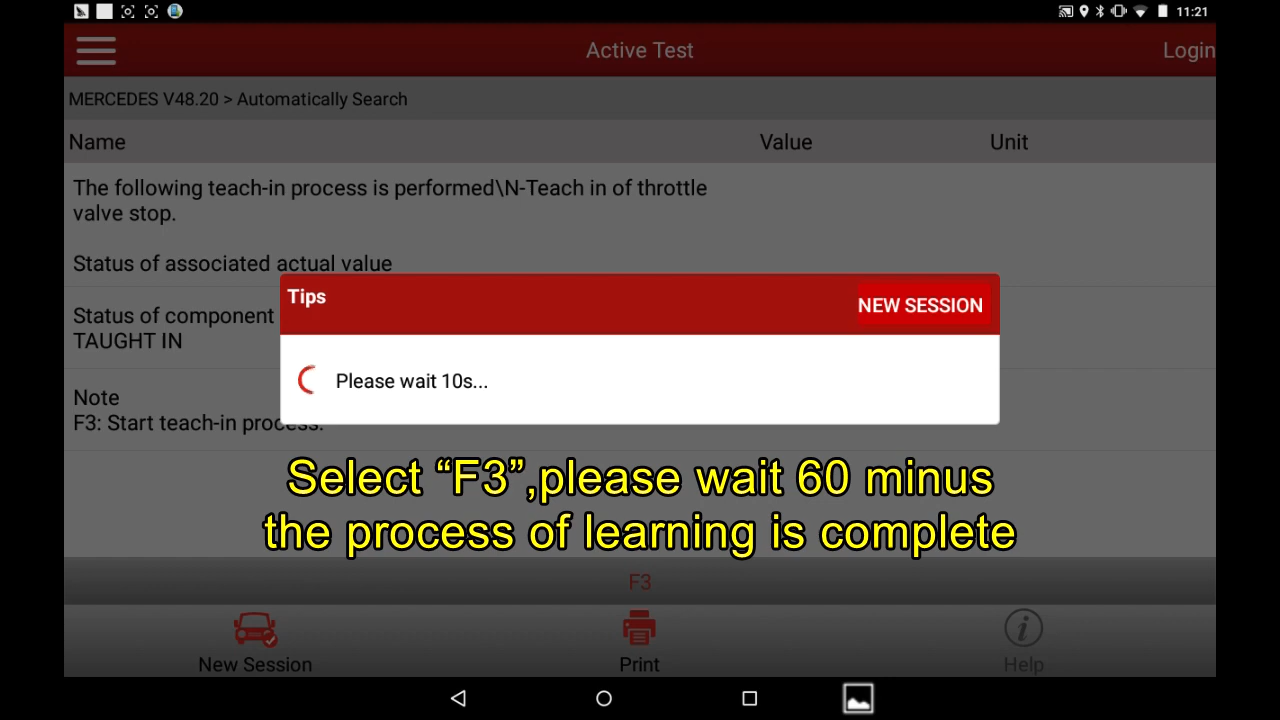 11:21
Active Test
Login
MERCEDES V48.20 > Automatically Search
Name Value Unit
The following teach-in process is performed\N-Teach in of throttle
valve stop.
Status of associated actual value
Status of component
TAUGHT IN
Note
F3: Start teach-in process.
Tips
NEW SESSION
Please wait 10s...
Select “F3”,please wait 60 minus
the process of learning is complete
F3
New Session
Print
Help